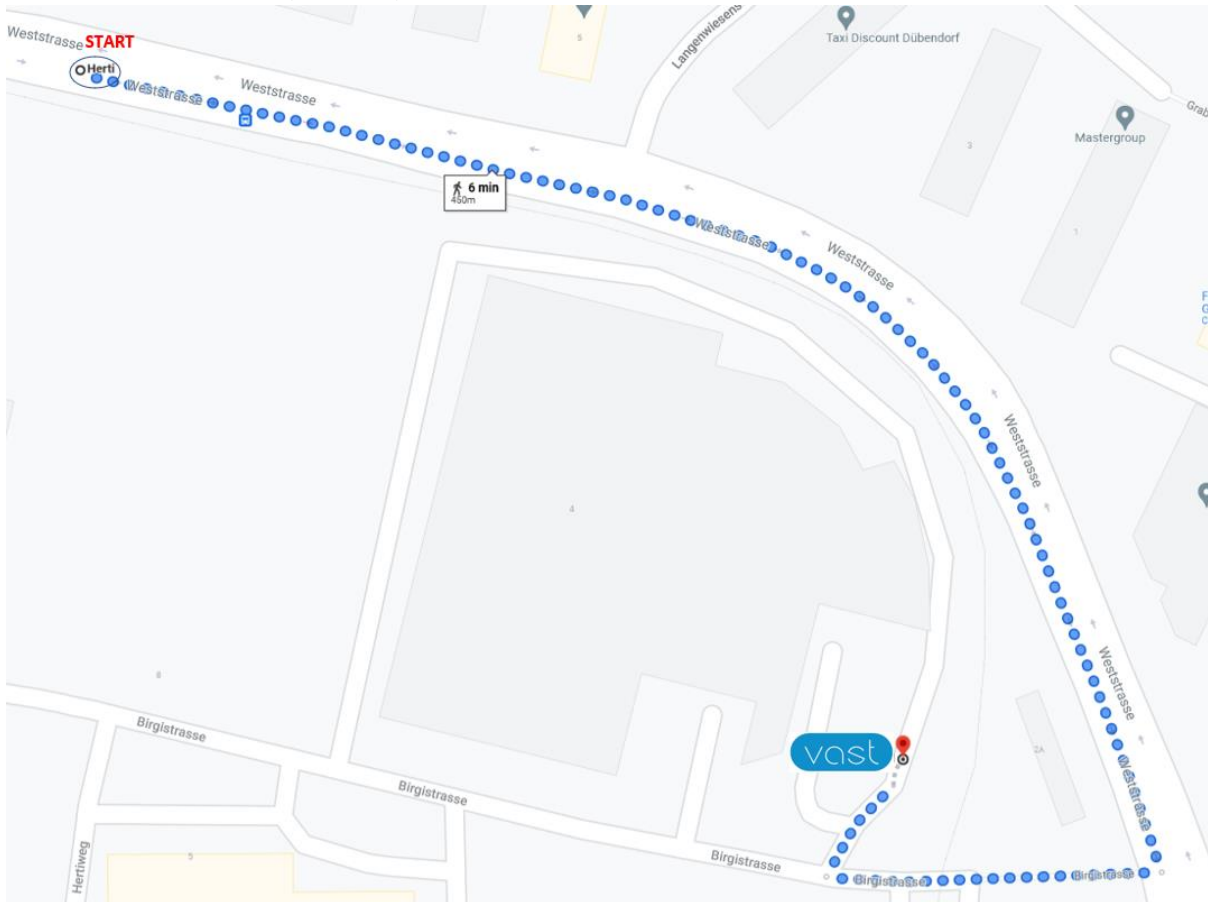 Weststrasse
START
Herti
Weststrasse
Weststrasse
5
Langenwiesens
Taxi Discount Dübendorf
Grab
3
Mastergroup
1
6 min
450m
Weststrasse
Weststrasse
F
G
Weststrasse
4
8
Weststrasse
Birgistrasse
vast
2A
Weststrasse
Birgistrasse
Hertiweg
5
Birgistrasse
Birgistrasse
Birgistrasse